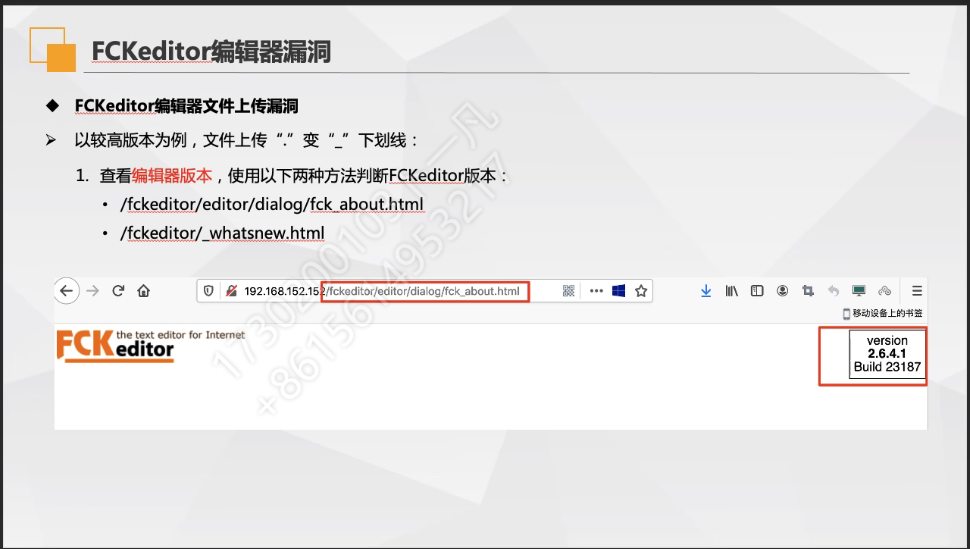 FCKeditor编辑器漏洞
◆ FCKeditor编辑器文件上传漏洞
➢ 以较高版本为例，文件上传“.”变“_”下划线：
1. 查看编辑器版本，使用以下两种方法判断FCKeditor版本：
• /fckeditor/editor/dialog/fck_about.html
• /fckeditor/_whatsnew.html
192.168.152.152/fckeditor/editor/dialog/fck_about.html
移动设备上的书签
FCKeditor the text editor for Internet
version
2.6.4.1
Build 23187